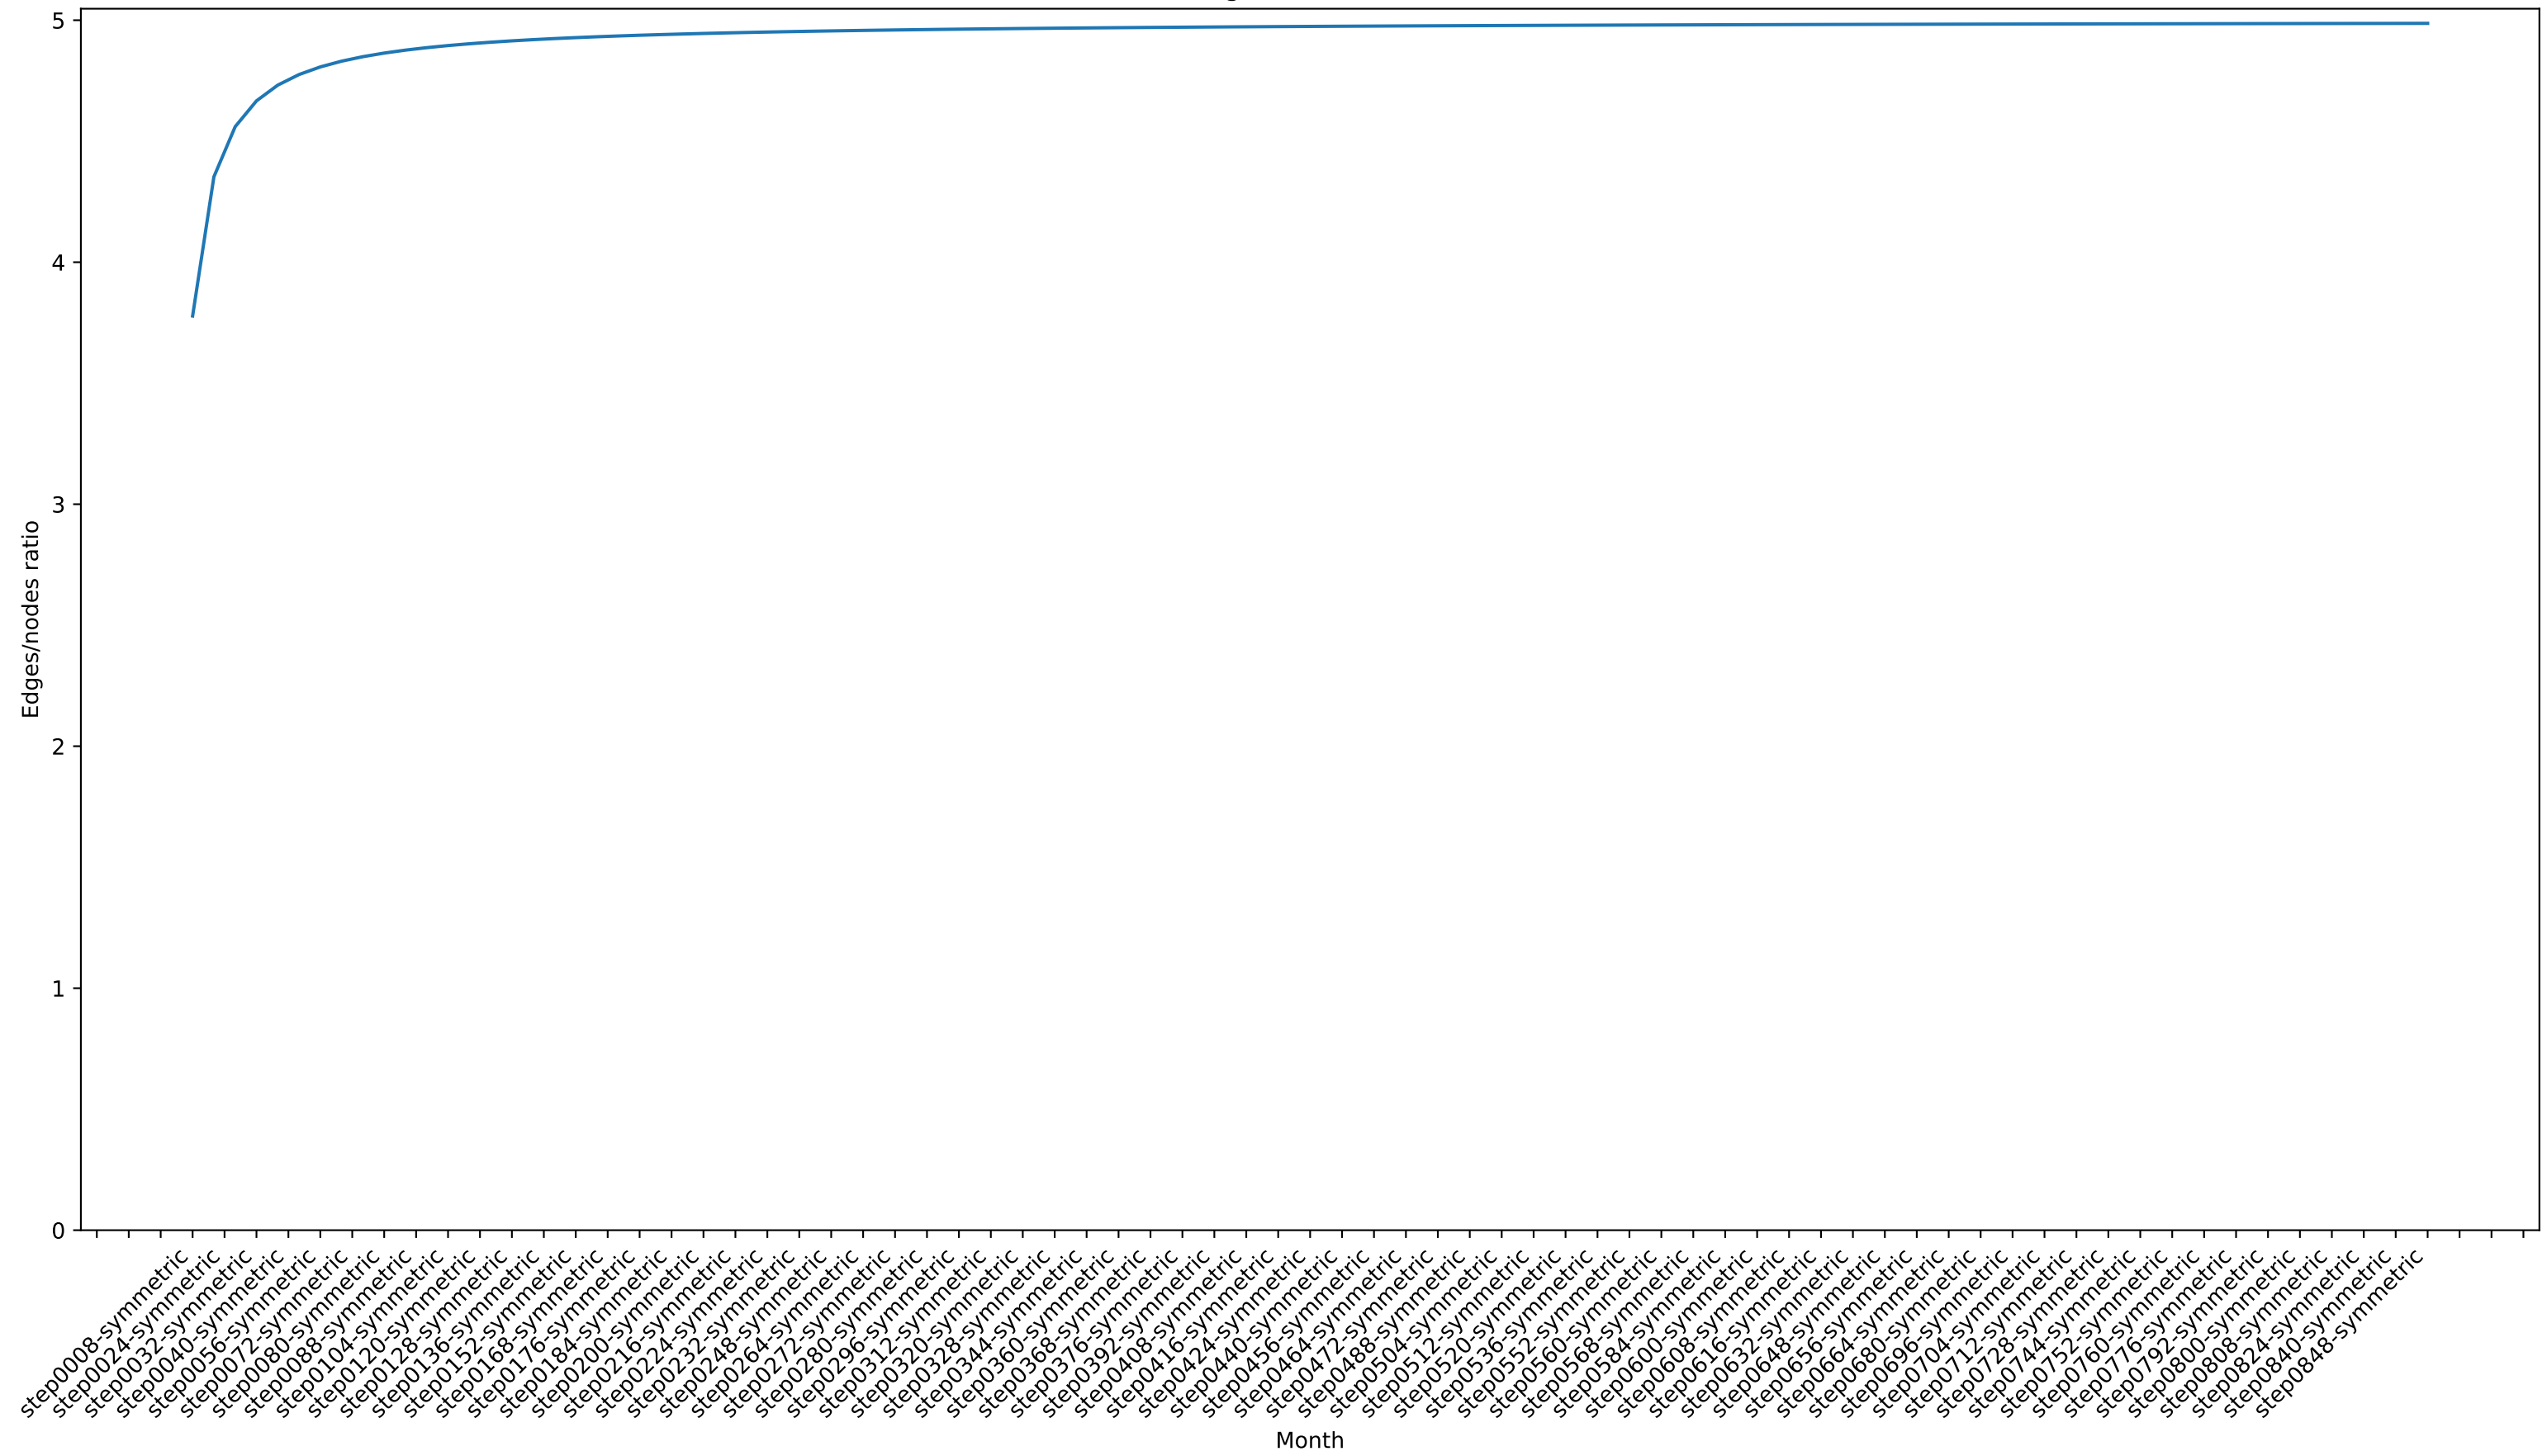 5
4
3
2
1
0
Edges/nodes ratio
step0008-symmetric
step0024-symmetric
step0032-symmetric
step0040-symmetric
step0056-symmetric
step0072-symmetric
step0080-symmetric
step0088-symmetric
step0104-symmetric
step0120-symmetric
step0128-symmetric
step0136-symmetric
step0152-symmetric
step0168-symmetric
step0176-symmetric
step0184-symmetric
step0200-symmetric
step0216-symmetric
step0224-symmetric
step0232-symmetric
step0248-symmetric
step0264-symmetric
step0272-symmetric
step0280-symmetric
step0296-symmetric
step0312-symmetric
step0320-symmetric
step0328-symmetric
step0344-symmetric
step0360-symmetric
step0368-symmetric
step0376-symmetric
step0392-symmetric
step0408-symmetric
step0416-symmetric
step0424-symmetric
step0440-symmetric
step0456-symmetric
step0464-symmetric
step0472-symmetric
step0488-symmetric
step0504-symmetric
step0512-symmetric
step0520-symmetric
step0536-symmetric
step0552-symmetric
step0560-symmetric
step0568-symmetric
step0584-symmetric
step0600-symmetric
step0608-symmetric
step0616-symmetric
step0632-symmetric
step0648-symmetric
step0656-symmetric
step0664-symmetric
step0680-symmetric
step0696-symmetric
step0704-symmetric
step0712-symmetric
step0728-symmetric
step0744-symmetric
step0752-symmetric
step0760-symmetric
step0776-symmetric
step0792-symmetric
step0800-symmetric
step0808-symmetric
step0824-symmetric
step0840-symmetric
step0848-symmetric
Month